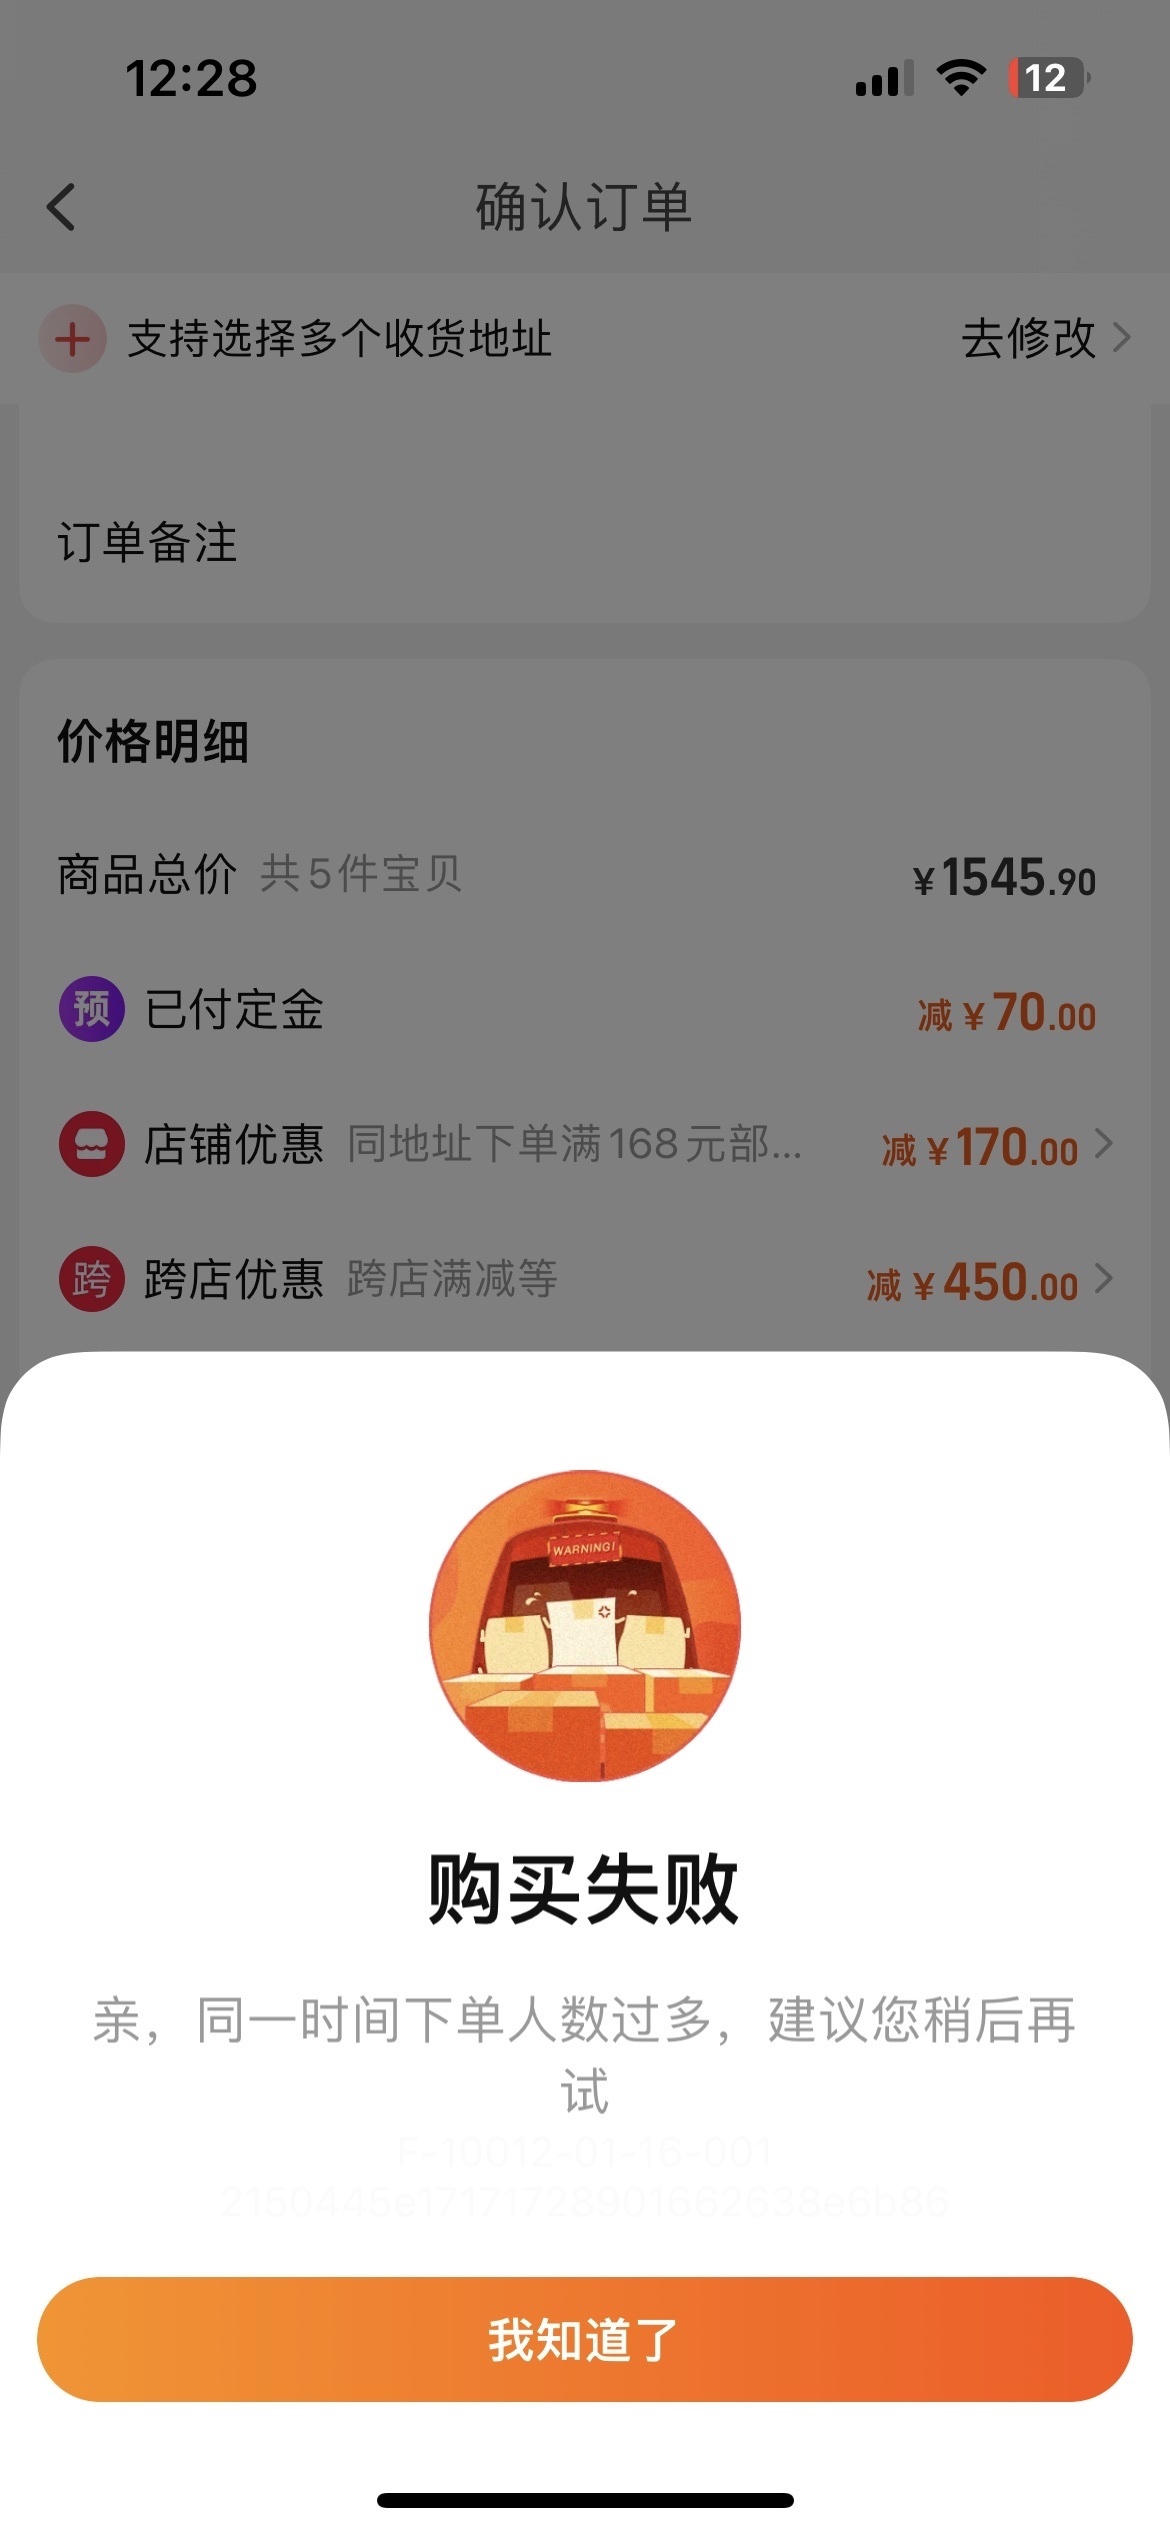 12:28
12
确认订单
支持选择多个收货地址 去修改
订单备注
价格明细
商品总价 共5件宝贝 ¥1545.90
预 已付定金 减¥70.00
店铺优惠 同地址下单满168元部... 减¥170.00
跨 跨店优惠 跨店满减等 减¥450.00
WARNING!
购买失败
亲，同一时间下单人数过多，建议您稍后再
试
F-10012-01-16-001
2150445e17171728901662638e6b86
我知道了